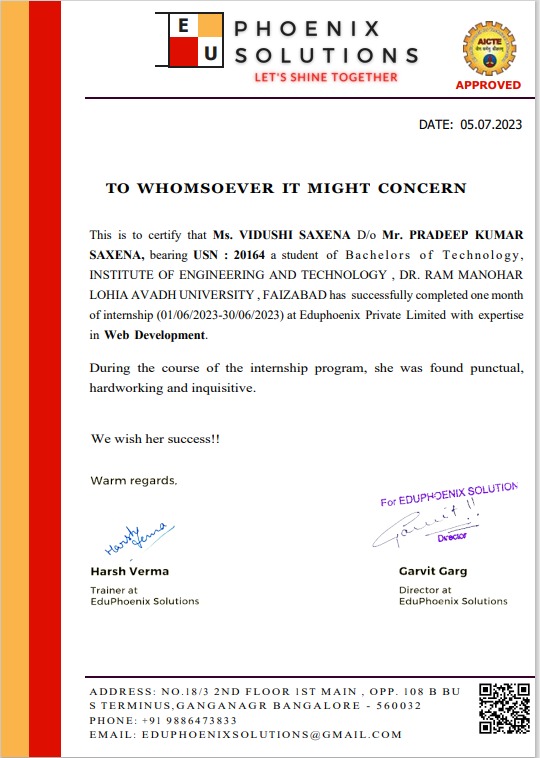 E U PHOENIX
SOLUTIONS
LET'S SHINE TOGETHER
AICTE
APPROVED
DATE: 05.07.2023
TO WHOMSOEVER IT MIGHT CONCERN
This is to certify that Ms. VIDUSHI SAXENA D/o Mr. PRADEEP KUMAR
SAXENA, bearing USN : 20164 a student of Bachelors of Technology,
INSTITUTE OF ENGINEERING AND TECHNOLOGY , DR. RAM MANOHAR
LOHIA AVADH UNIVERSITY , FAIZABAD has successfully completed one month
of internship (01/06/2023-30/06/2023) at Eduphoenix Private Limited with expertise
in Web Development.
During the course of the internship program, she was found punctual,
hardworking and inquisitive.
We wish her success!!
Warm regards,
For EDUPHOENIX SOLUTION
Harsh
Verma
Garvit !!
Director
Harsh Verma
Trainer at
EduPhoenix Solutions
Garvit Garg
Director at
EduPhoenix Solutions
ADDRESS: NO.18/3 2ND FLOOR 1ST MAIN , OPP. 108 B BU
S TERMINUS,GANGANAGR BANGALORE - 560032
PHONE: +91 9886473833
EMAIL: EDUPHOENIXSOLUTIONS@GMAIL.COM